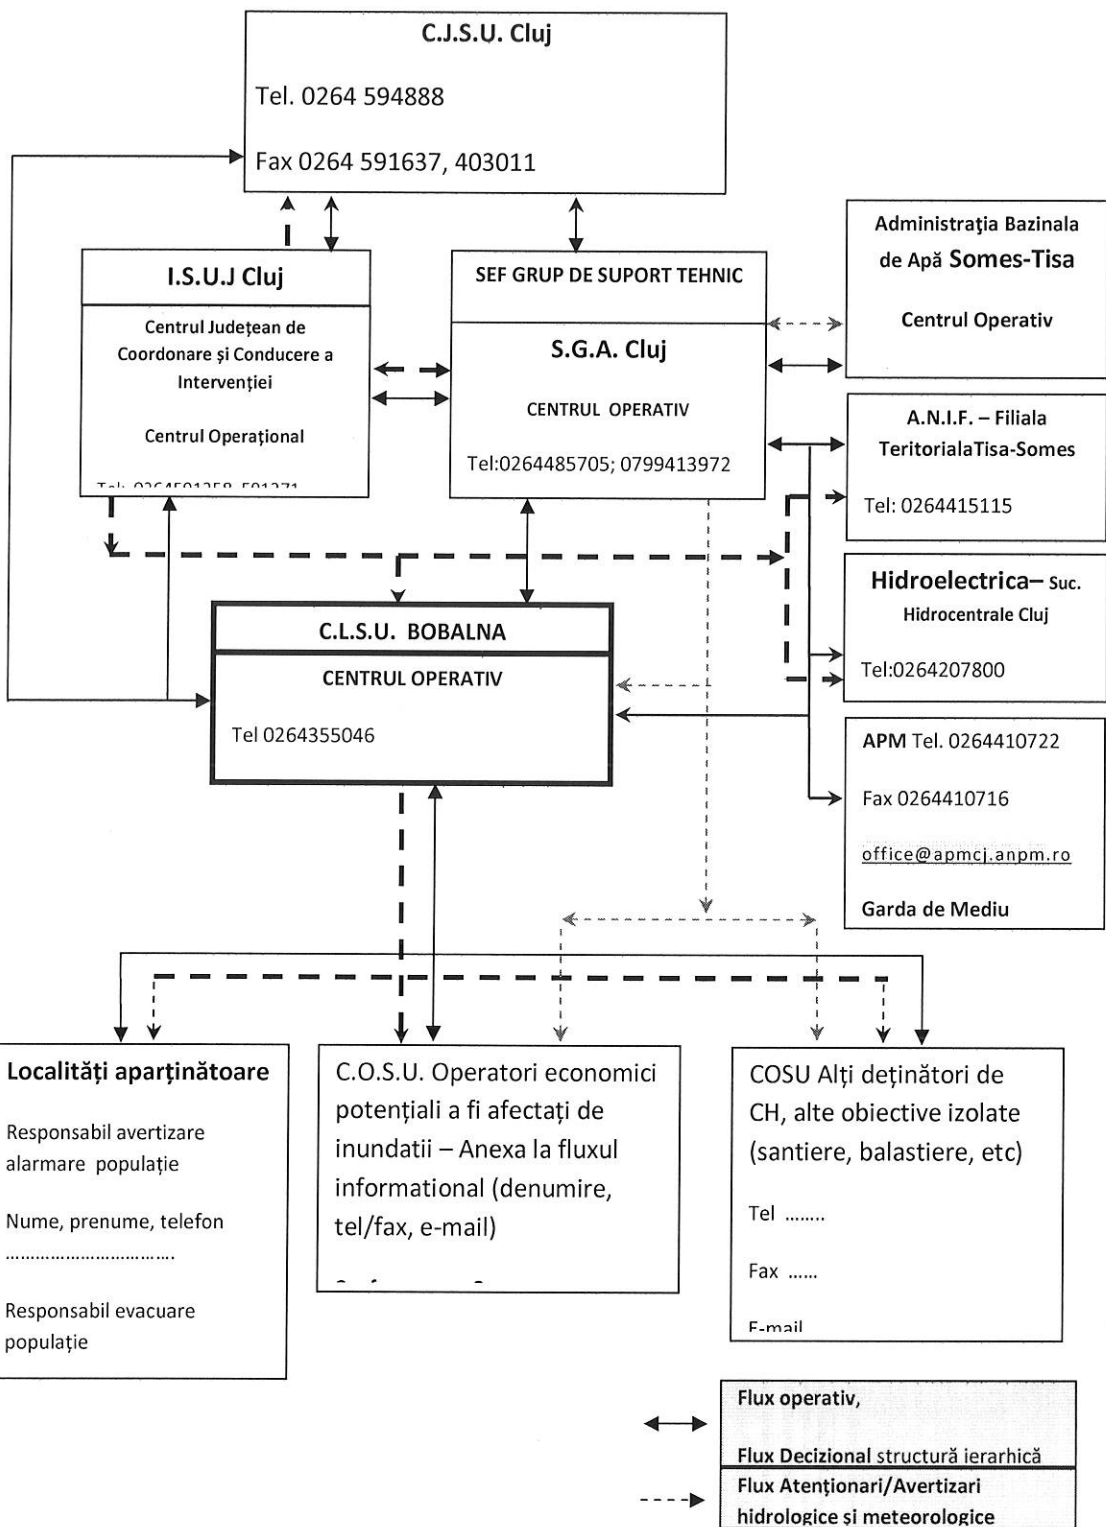 C.J.S.U. Cluj
Tel. 0264 594888
Fax 0264 591637, 403011
I.S.U.J Cluj
Centrul Județean de
Coordonare și Conducere a
Intervenției
Centrul Operațional
SEF GRUP DE SUPORT TEHNIC
S.G.A. Cluj
CENTRUL OPERATIV
Tel:0264485705; 0799413972
Administraţia Bazinala
de Apă Somes-Tisa
Centrul Operativ
A.N.I.F. – Filiala
TeritorialaTisa-Somes
Tel: 0264415115
Hidroelectrica– Suc.
Hidrocentrale Cluj
Tel:0264207800
APM Tel. 0264410722
Fax 0264410716
office@apmcj.anpm.ro
Garda de Mediu
C.L.S.U. BOBALNA
CENTRUL OPERATIV
Tel 0264355046
Localități aparținătoare
Responsabil avertizare
alarmare populație
Nume, prenume, telefon
................................
Responsabil evacuare
populație
C.O.S.U. Operatori economici
potențiali a fi afectați de
inundatii – Anexa la fluxul
informational (denumire,
tel/fax, e-mail)
COSU Alți deținători de
CH, alte obiective izolate
(santiere, balastiere, etc)
Tel ........
Fax ......
E-mail
Flux operativ,
Flux Decizional structură ierarhică
Flux Atenționari/Avertizari
hidrologice și meteorologice